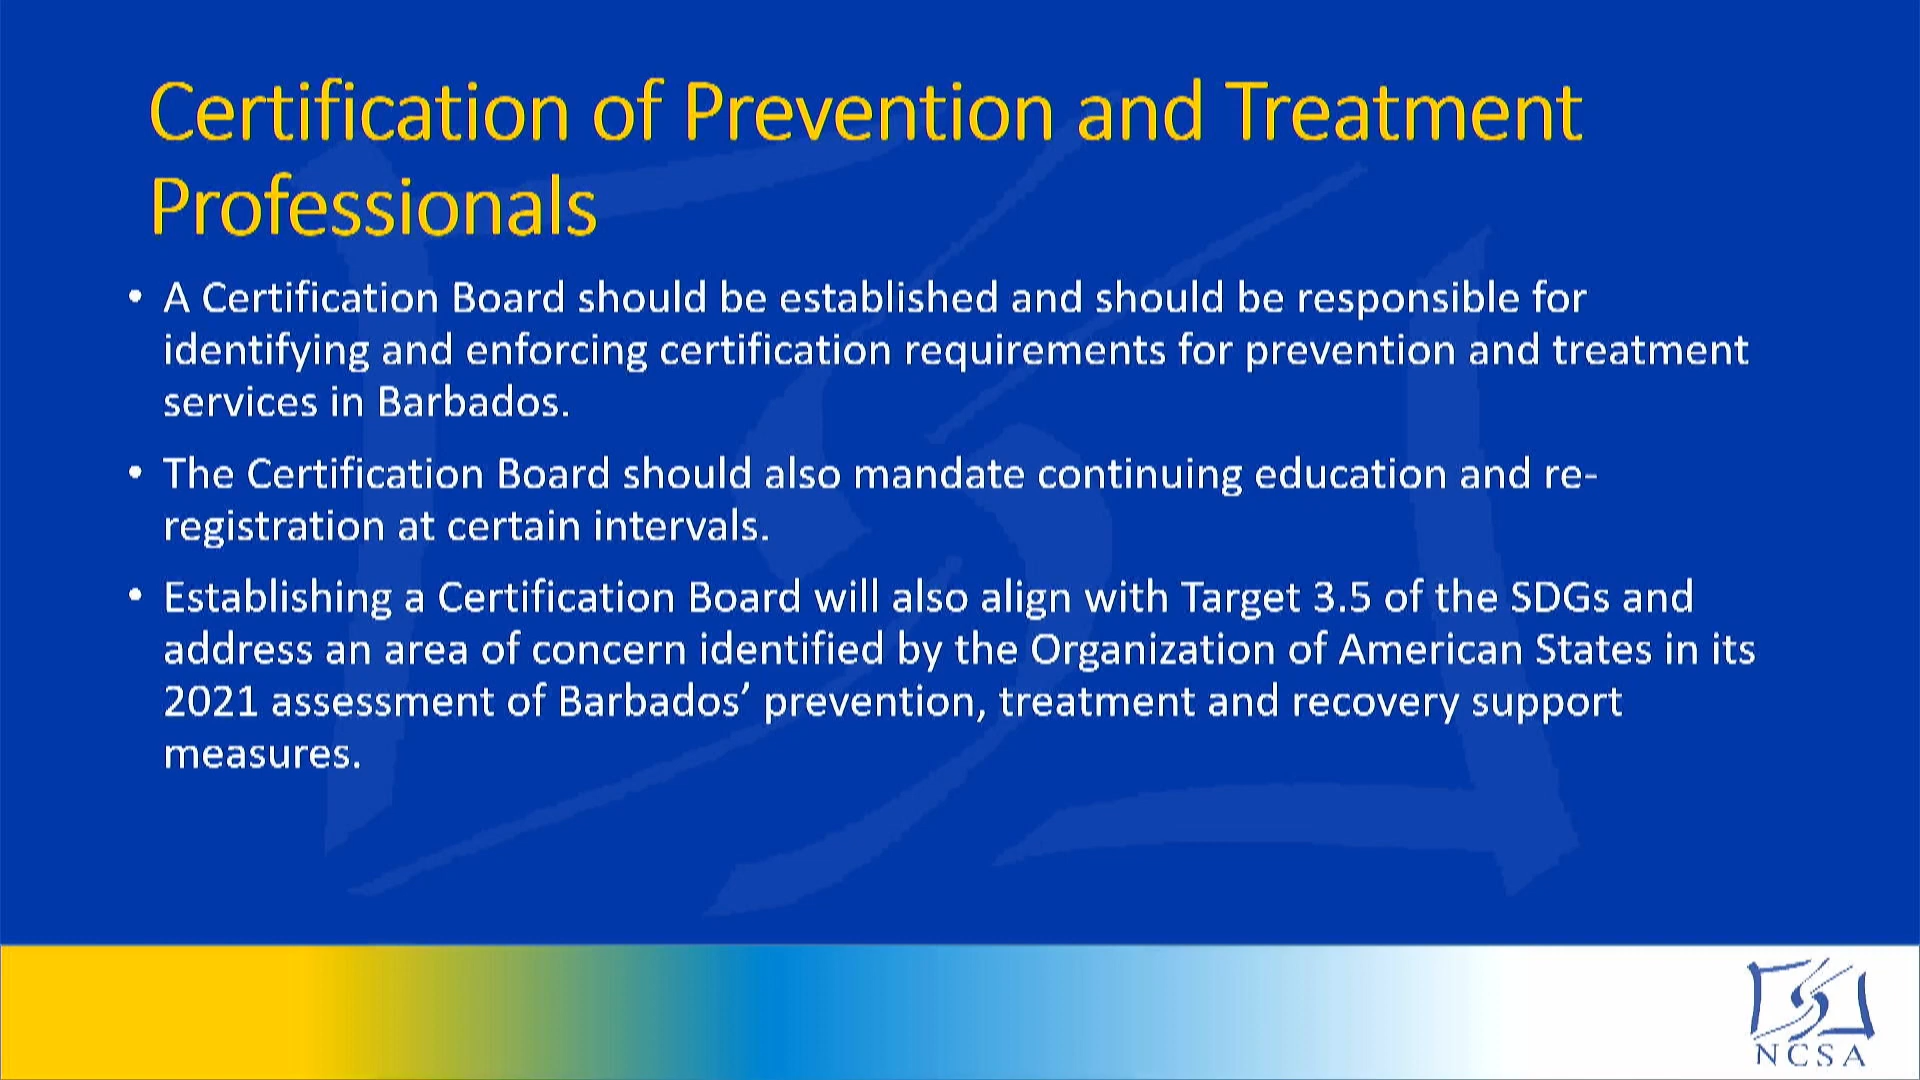 Certification of Prevention and Treatment
Professionals
• A Certification Board should be established and should be responsible for
identifying and enforcing certification requirements for prevention and treatment
services in Barbados.
• The Certification Board should also mandate continuing education and re-
registration at certain intervals.
• Establishing a Certification Board will also align with Target 3.5 of the SDGs and
address an area of concern identified by the Organization of American States in its
2021 assessment of Barbados’ prevention, treatment and recovery support
measures.
NCSA